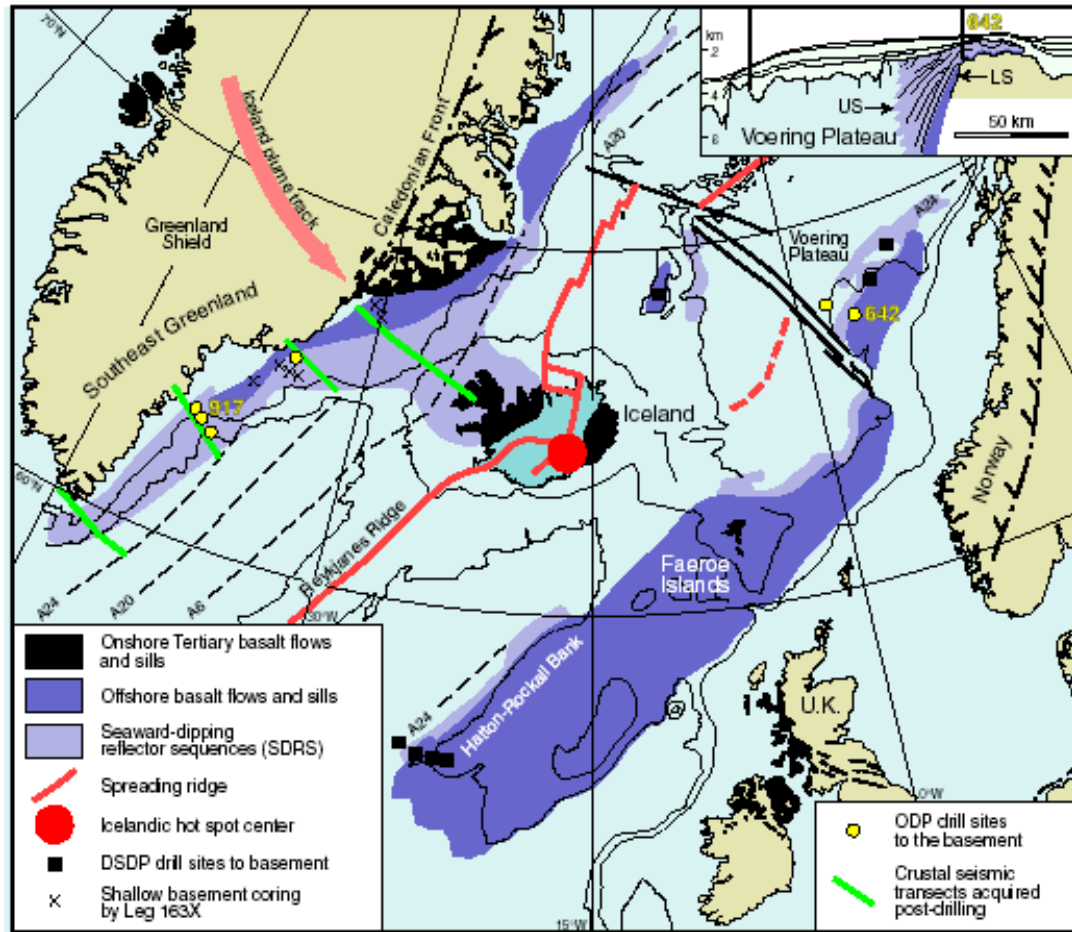 70°N
Iceland plume track
Caledonian Front
Greenland
Shield
Southeast Greenland
917
60°N
A24
A20
A6
Reykjanes Ridge
30°W
A20
Iceland
642
km
2
4
6
US
LS
Voering Plateau
50 km
A24
Voering
Plateau
642
Norway
Faeroe
Islands
Hatton-Rockall Bank
A24
U.K.
0°W
15°W
Onshore Tertiary basalt flows
and sills
Offshore basalt flows and sills
Seaward-dipping
reflector sequences (SDRS)
Spreading ridge
Icelandic hot spot center
DSDP drill sites to basement
Shallow basement coring
by Leg 163X
ODP drill sites
to the basement
Crustal seismic
transects acquired
post-drilling